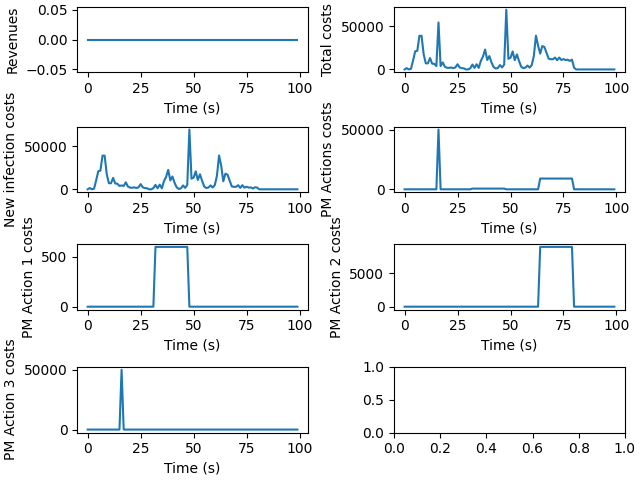 Revenues
0.05
0.00
−0.05
0 25 50 75 100
Time (s)
Total costs
50000
0
0 25 50 75 100
Time (s)
New infection costs
50000
0
0 25 50 75 100
Time (s)
PM Actions costs
50000
0
0 25 50 75 100
Time (s)
PM Action 1 costs
500
0
0 25 50 75 100
Time (s)
PM Action 2 costs
5000
0
0 25 50 75 100
Time (s)
PM Action 3 costs
50000
0
0 25 50 75 100
Time (s)
1.0
0.5
0.0
0.0 0.2 0.4 0.6 0.8 1.0